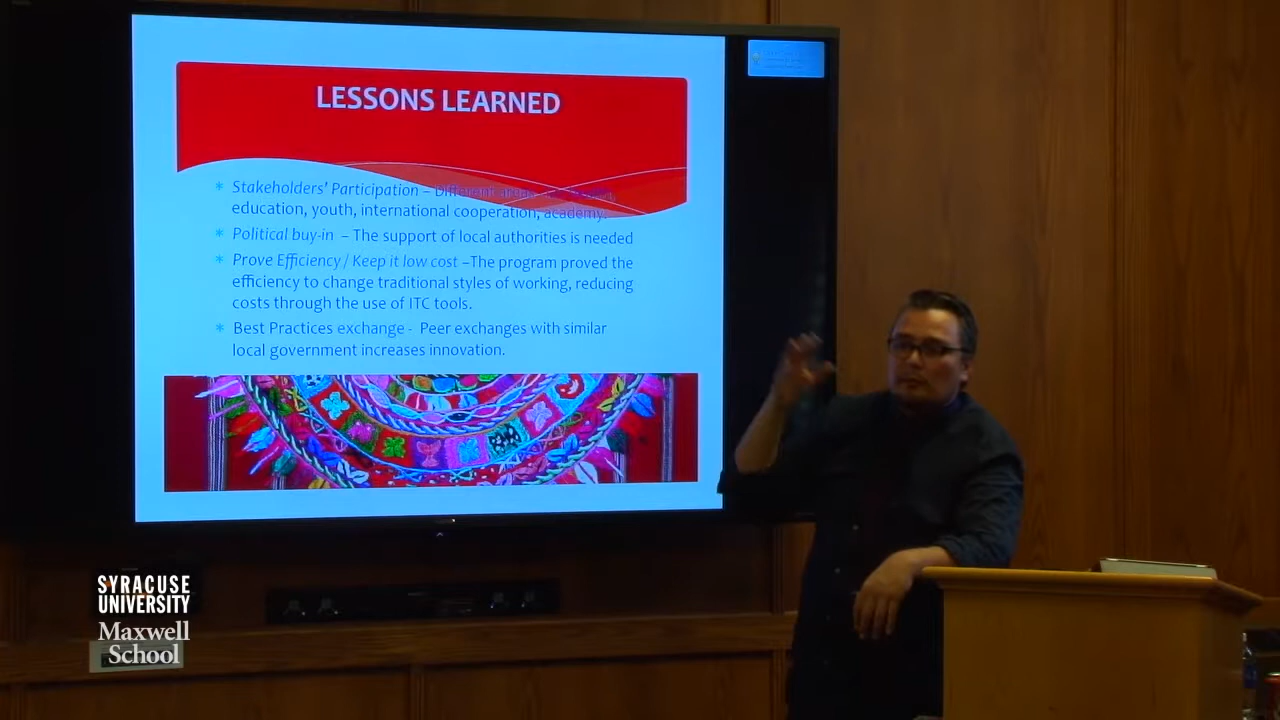 LESSONS LEARNED
* Stakeholders' Participation – Different areas
education, youth, international cooperation, academy.
* Political buy-in – The support of local authorities is needed
* Prove Efficiency / Keep it low cost –The program proved the
efficiency to change traditional styles of working, reducing
costs through the use of ITC tools.
* Best Practices exchange - Peer exchanges with similar
local government increases innovation.
SYRACUSE
UNIVERSITY
Maxwell
School